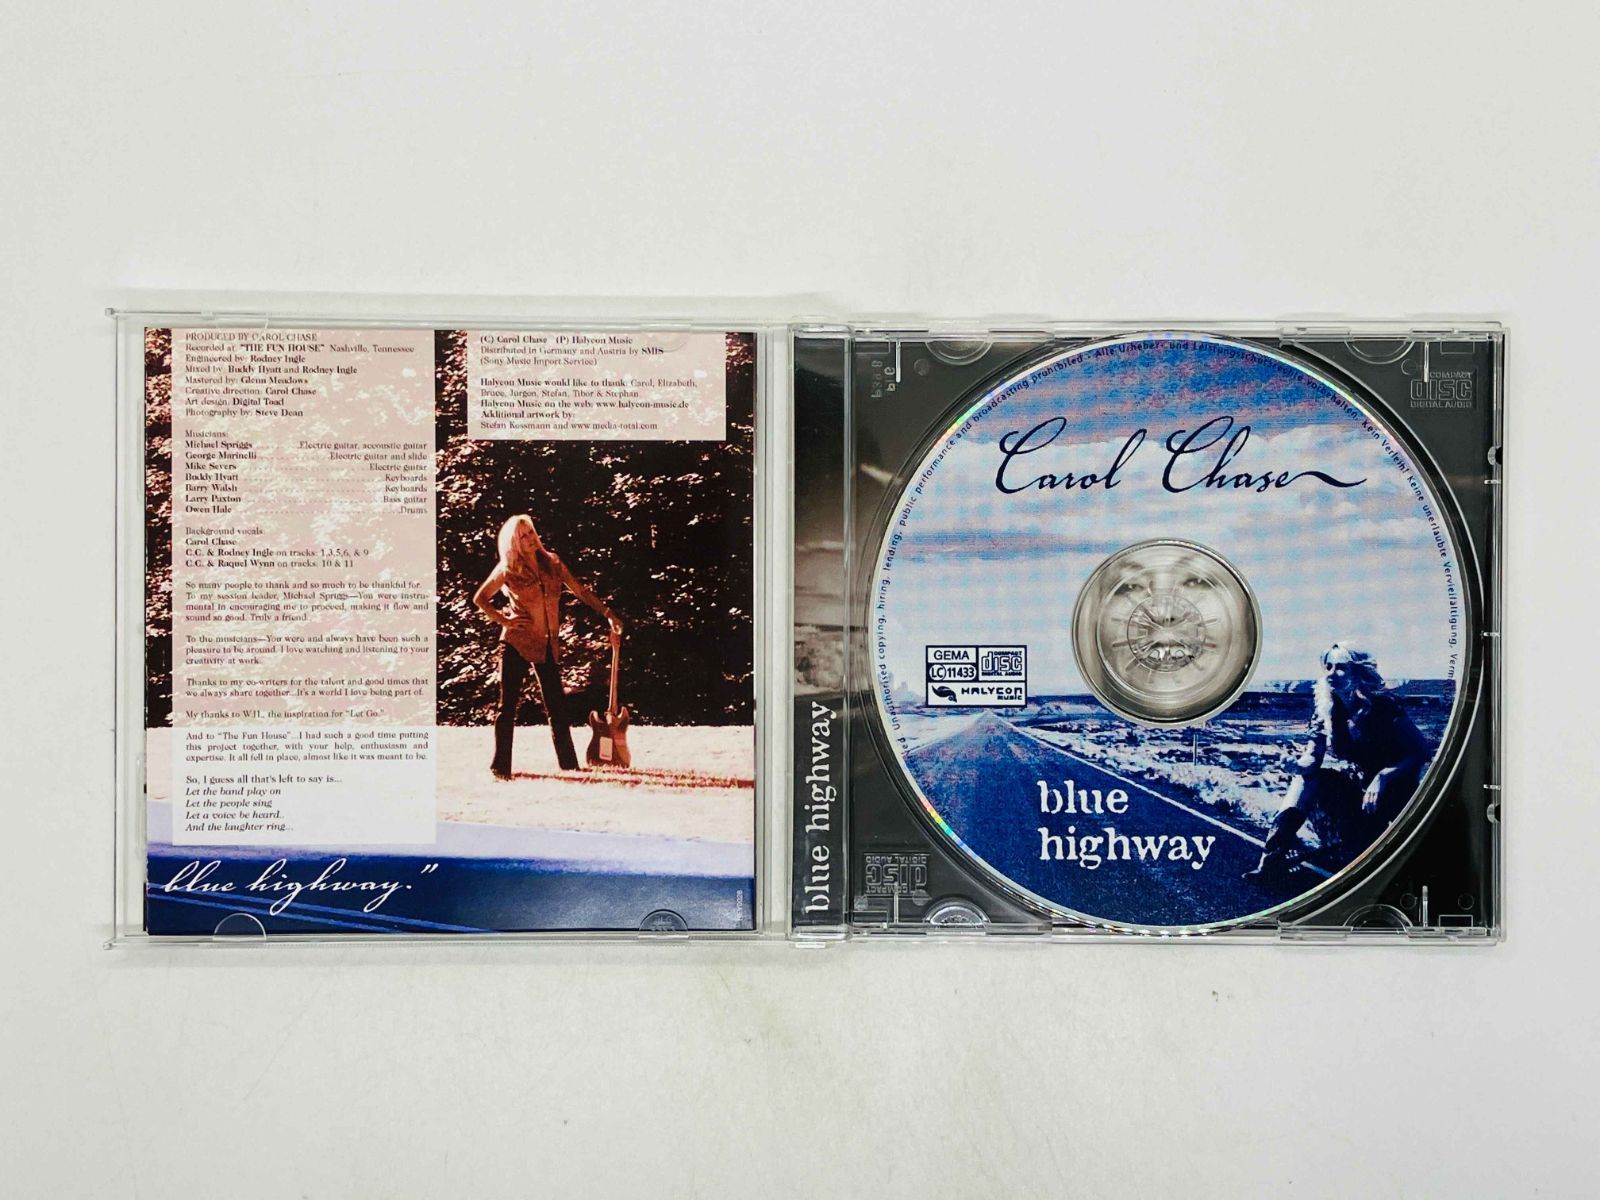 PRODUCED BY CAROL CHASE
Recorded at: "THE FUN HOUSE" Nashville, Tennessee
Engineered by: Rodney Ingle
Mixed by: Buddy Hyatt and Rodney Ingle
Mastered by: Glenn Meadows
Creative direction: Carol Chase
Art design: Digital Toad
Photography by: Steve Dean
Musicians:
Michael Spriggs Electric guitar, accoustic guitar
George Marinelli Electric guitar and slide
Mike Severs Electric guitar
Buddy Hyatt Keyboards
Barry Walsh Keyboards
Larry Paxton Bass guitar
Owen Hale Drums
Background vocals:
Carol Chase
C.C. & Rodney Ingle on tracks: 1,3,5,6, & 9
C.C. & Raquel Wynn on tracks: 10 & 11
So many people to thank and so much to be thankful for.
To my session leader, Michael Spriggs—You were instru-
mental in encouraging me to proceed, making it flow and
sound so good. Truly a friend.
To the musicians—You were and always have been such a
pleasure to be around. I love watching and listening to your
creativity at work.
Thanks to my co-writers for the talent and good times that
we always share together...It's a world I love being part of.
My thanks to W.H., the inspiration for "Let Go."
And to "The Fun House"...I had such a good time putting
this project together, with your help, enthusiasm and
expertise. It all fell in place, almost like it was meant to be.
So, I guess all that's left to say is...
Let the band play on
Let the people sing
Let a voice be heard..
And the laughter ring...
blue highway."
(C) Carol Chase (P) Halycon Music
Distributed in Germany and Austria by SMIS
(Sony Music Import Service)
Halycon Music would like to thank: Carol, Elizabeth,
Bruce, Jürgen, Stefan, Tibor & Stephan
Halycon Music on the web: www.halycon-music.de
Additional artwork by:
Stefan Kossmann and www.media-total.com
blue highway
COMPACT
disc
DIGITAL AUDIO
Unauthorised copying, hiring, lending, public performance and broadcasting prohibited - Alle Urheber- und Leistungsschutzrechte vorbehalten. Kein Verleih! Keine unerlaubte Vervielfältigung,
Carol Chase
GEMA
LC 11433
COMPACT
disc
DIGITAL AUDIO
HALYCON
MUSIC
blue
highway
COMPACT
disc
DIGITAL AUDIO